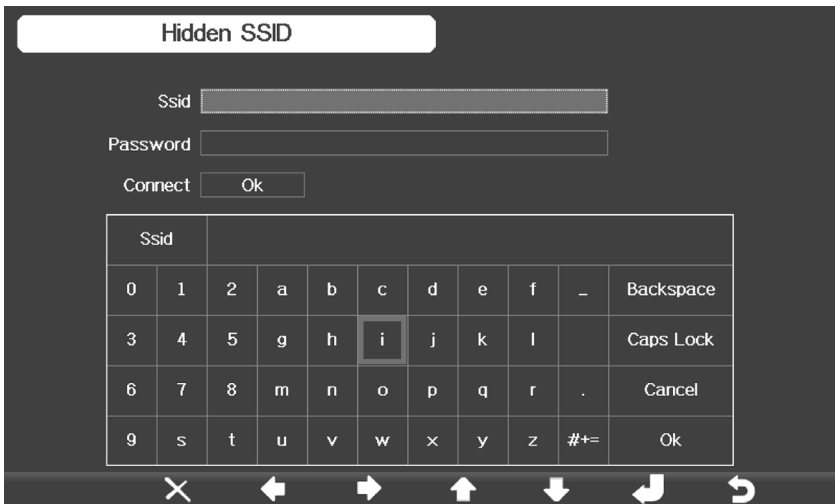 Hidden SSID
Ssid
Password
Connect Ok
Ssid
0 1 2 a b c d e f _ Backspace
3 4 5 g h i j k l Caps Lock
6 7 8 m n o p q r . Cancel
9 s t u v w x y z #+= Ok